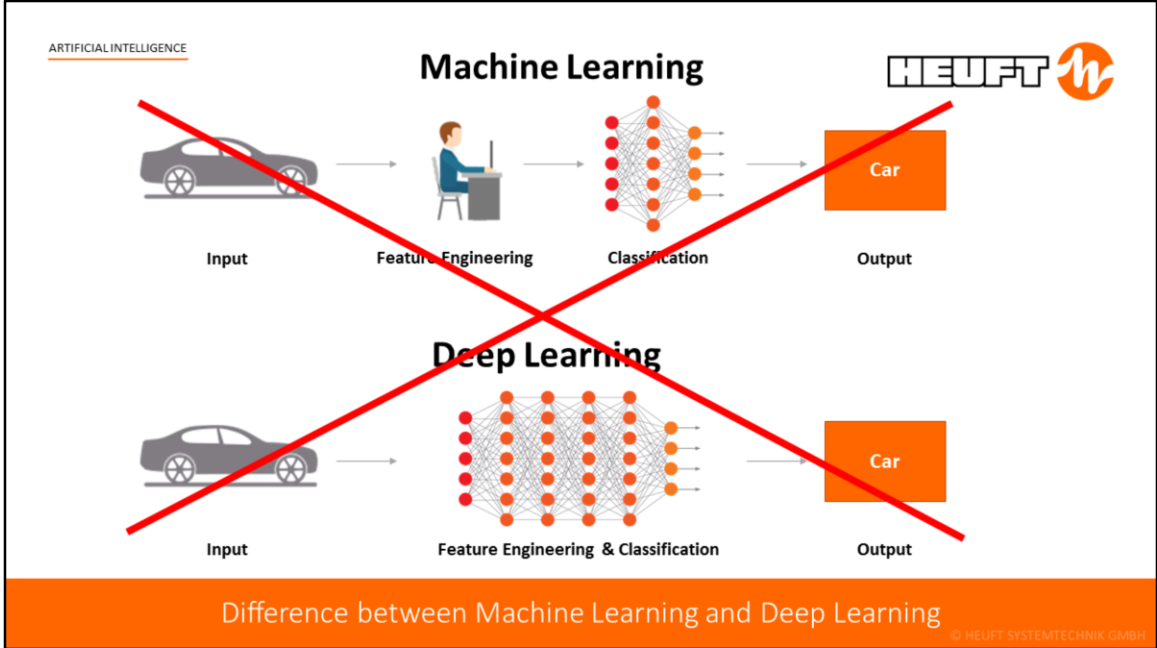 ARTIFICIAL INTELLIGENCE
HEUFT
Machine Learning
Car
Input
Feature Engineering
Classification
Output
Deep Learning
Car
Input
Feature Engineering & Classification
Output
Difference between Machine Learning and Deep Learning
© HEUFT SYSTEMTECHNIK GMBH